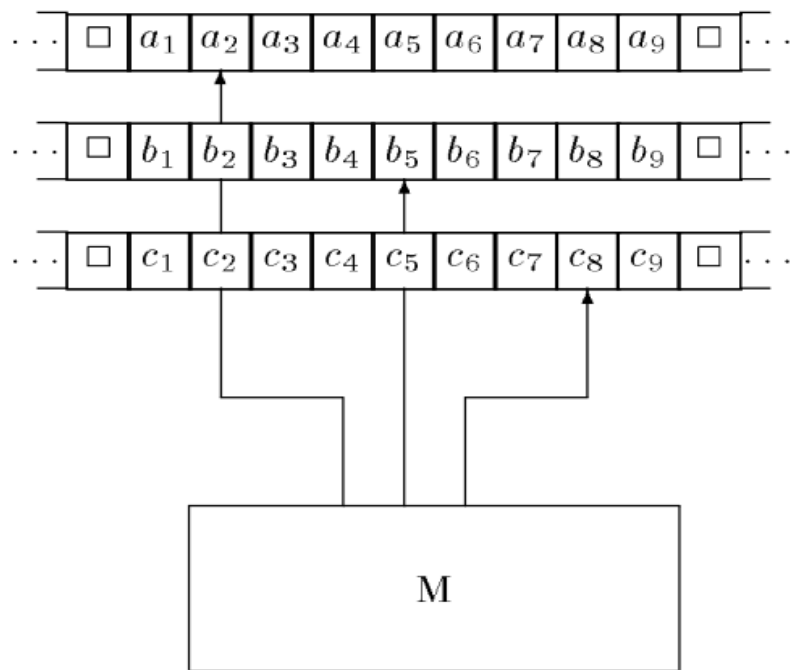 · · · □ a₁ a₂ a₃ a₄ a₅ a₆ a₇ a₈ a₉ □ · · ·
· · · □ b₁ b₂ b₃ b₄ b₅ b₆ b₇ b₈ b₉ □ · · ·
· · · □ c₁ c₂ c₃ c₄ c₅ c₆ c₇ c₈ c₉ □ · · ·
M